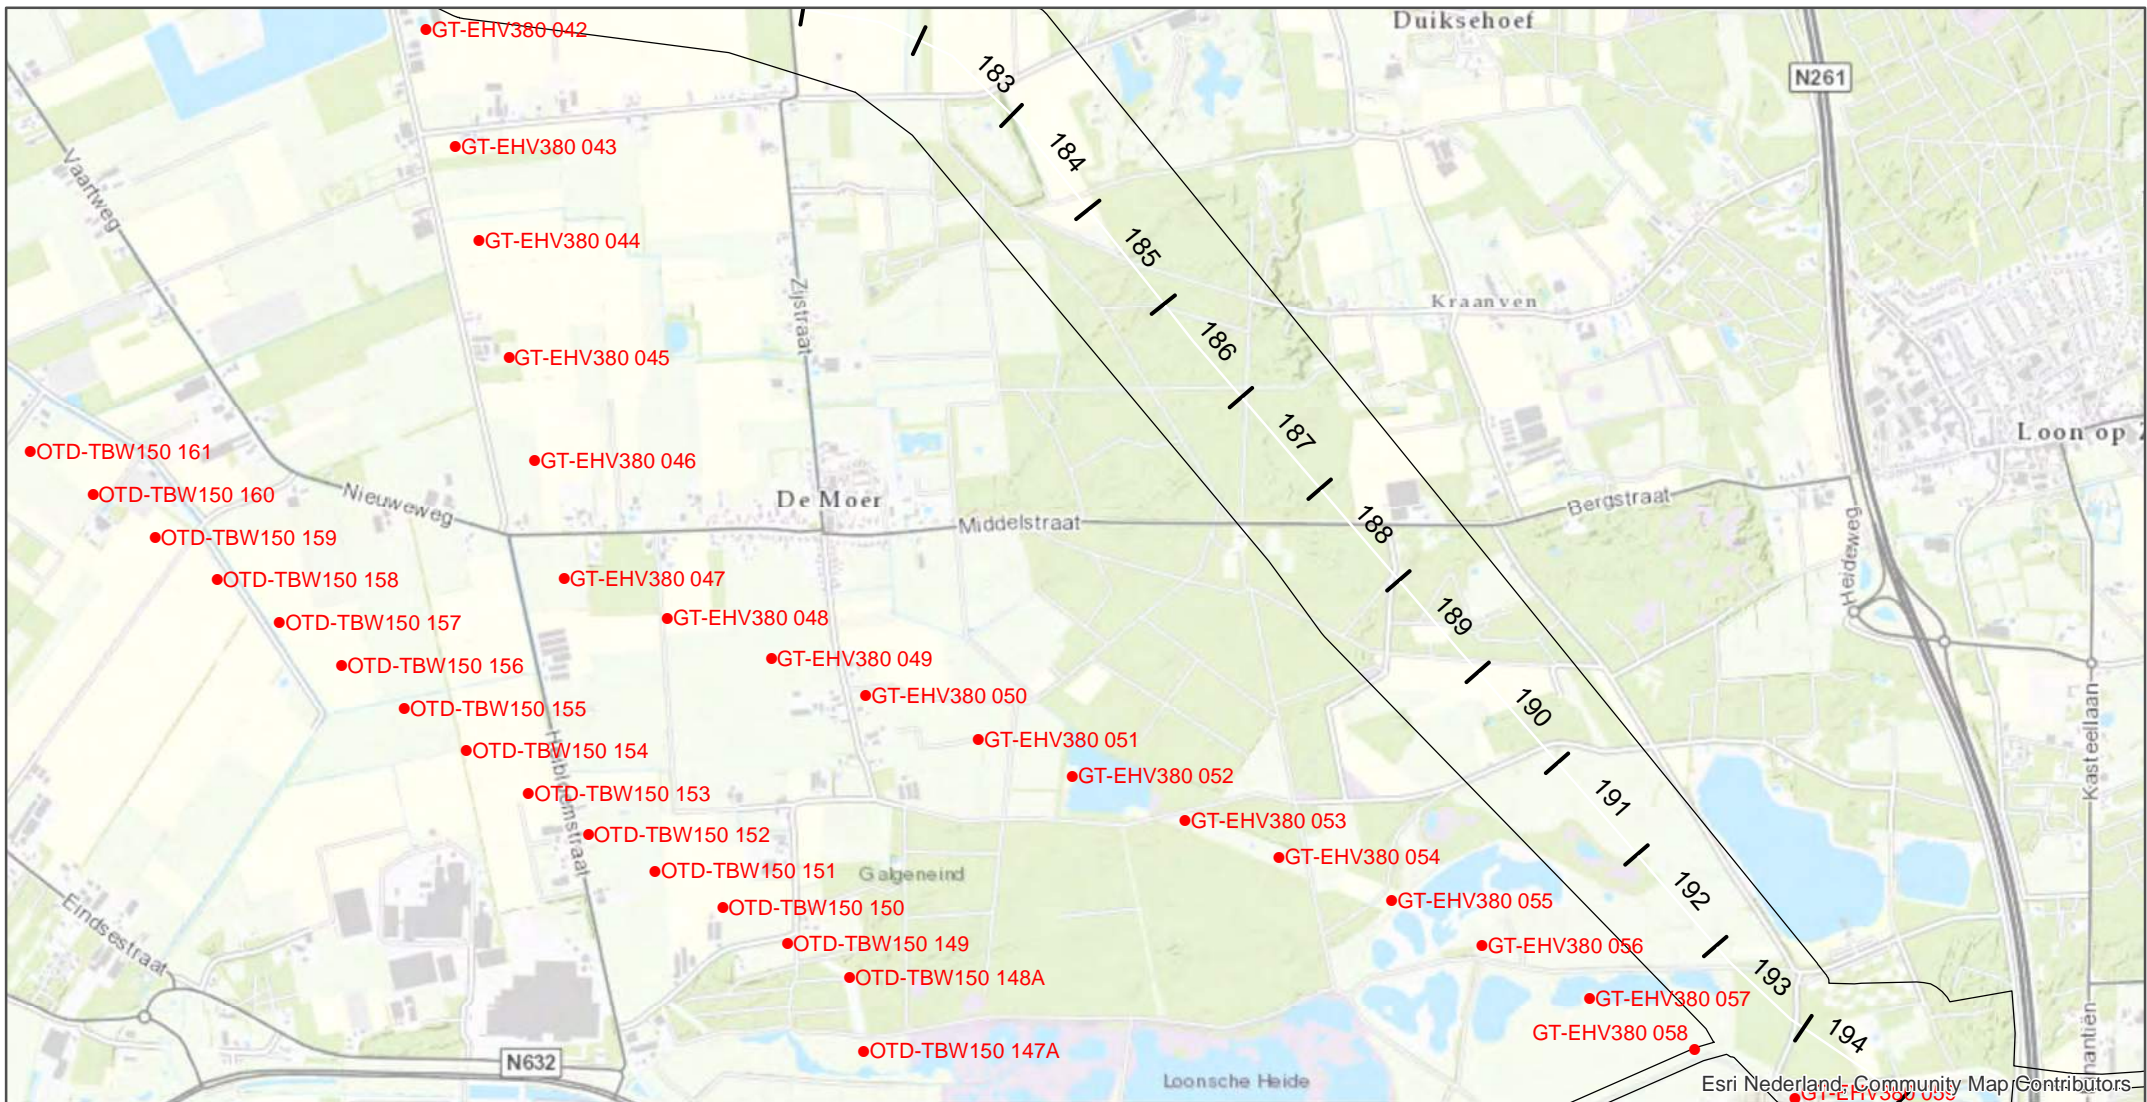 Duiksehoef
GT-EHV380 042
183
N261
GT-EHV380 043
184
Vaartweg
GT-EHV380 044
185
Zijstraat
Kraanven
186
GT-EHV380 045
187
Loon op
OTD-TBW150 161
GT-EHV380 046
OTD-TBW150 160
Nieuweweg
De Moer
Middelstraat
Bergstraat
188
OTD-TBW150 159
Heideweg
OTD-TBW150 158
GT-EHV380 047
OTD-TBW150 157
GT-EHV380 048
189
OTD-TBW150 156
GT-EHV380 049
GT-EHV380 050
OTD-TBW150 155
190
OTD-TBW150 154
GT-EHV380 051
Kasteellaan
GT-EHV380 052
OTD-TBW150 153
191
GT-EHV380 053
OTD-TBW150 152
GT-EHV380 054
OTD-TBW150 151
Galgeneind
192
GT-EHV380 055
OTD-TBW150 150
Eindsestraat
OTD-TBW150 149
GT-EHV380 056
OTD-TBW150 148A
193
GT-EHV380 057
GT-EHV380 058
194
OTD-TBW150 147A
N632
Loonsche Heide
Esri Nederland, Community Map Contributors
GT-EHV380 059